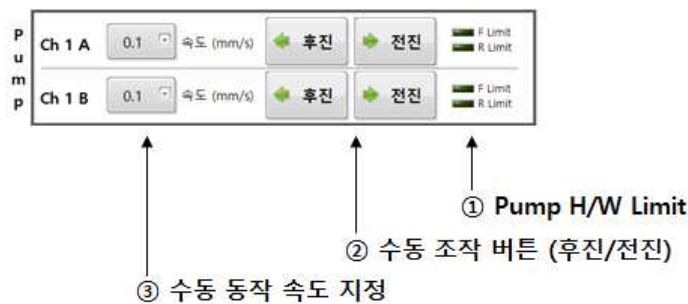 Pump
Ch 1 A 0.1 속도 (mm/s) 후진 전진 F Limit
R Limit
Ch 1 B 0.1 속도 (mm/s) 후진 전진 F Limit
R Limit
① Pump H/W Limit
② 수동 조작 버튼 (후진/전진)
③ 수동 동작 속도 지정